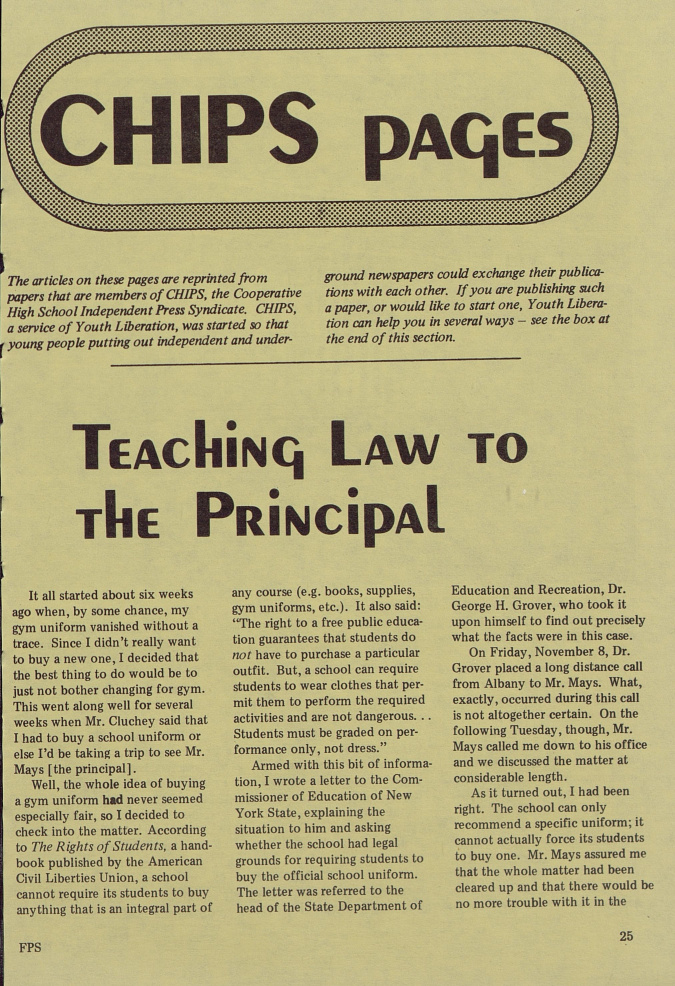 CHIPS PAGES
The articles on these pages are reprinted from
papers that are members of CHIPS, the Cooperative
High School Independent Press Syndicate. CHIPS,
a service of Youth Liberation, was started so that
young people putting out independent and under-
ground newspapers could exchange their publica-
tions with each other. If you are publishing such
a paper, or would like to start one, Youth Libera-
tion can help you in several ways – see the box at
the end of this section.
Teaching Law to
the Principal
It all started about six weeks
ago when, by some chance, my
gym uniform vanished without a
trace. Since I didn't really want
to buy a new one, I decided that
the best thing to do would be to
just not bother changing for gym.
This went along well for several
weeks when Mr. Cluchey said that
I had to buy a school uniform or
else I'd be taking a trip to see Mr.
Mays [the principal].
Well, the whole idea of buying
a gym uniform had never seemed
especially fair, so I decided to
check into the matter. According
to The Rights of Students, a hand-
book published by the American
Civil Liberties Union, a school
cannot require its students to buy
anything that is an integral part of
any course (e.g. books, supplies,
gym uniforms, etc.). It also said:
"The right to a free public educa-
tion guarantees that students do
not have to purchase a particular
outfit. But, a school can require
students to wear clothes that per-
mit them to perform the required
activities and are not dangerous. . .
Students must be graded on per-
formance only, not dress."
Armed with this bit of informa-
tion, I wrote a letter to the Com-
missioner of Education of New
York State, explaining the
situation to him and asking
whether the school had legal
grounds for requiring students to
buy the official school uniform.
The letter was referred to the
head of the State Department of
Education and Recreation, Dr.
George H. Grover, who took it
upon himself to find out precisely
what the facts were in this case.
On Friday, November 8, Dr.
Grover placed a long distance call
from Albany to Mr. Mays. What,
exactly, occurred during this call
is not altogether certain. On the
following Tuesday, though, Mr.
Mays called me down to his office
and we discussed the matter at
considerable length.
As it turned out, I had been
right. The school can only
recommend a specific uniform; it
cannot actually force its students
to buy one. Mr. Mays assured me
that the whole matter had been
cleared up and that there would be
no more trouble with it in the
FPS
25